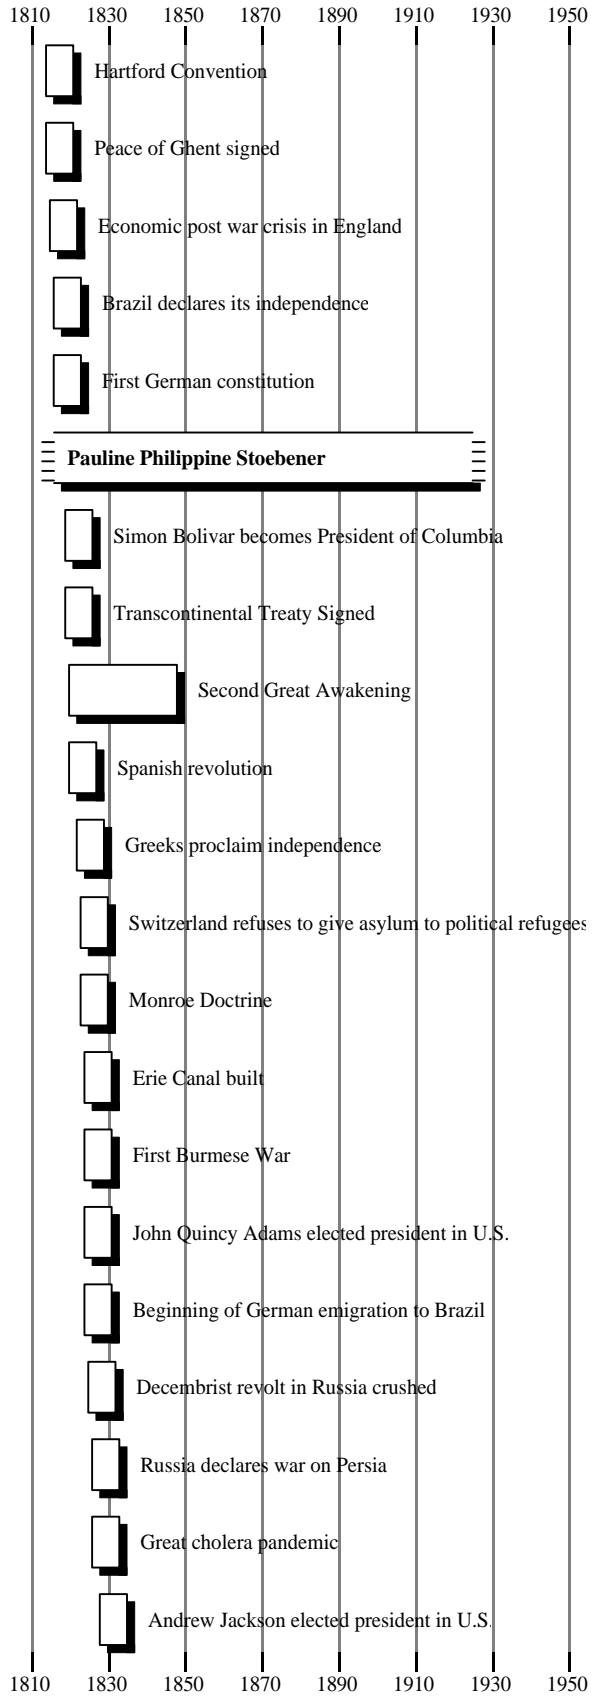 1810 1830 1850 1870 1890 1910 1930 1950
Hartford Convention
Peace of Ghent signed
Economic post war crisis in England
Brazil declares its independence
First German constitution
Pauline Philippine Stoebener
Simon Bolivar becomes President of Columbia
Transcontinental Treaty Signed
Second Great Awakening
Spanish revolution
Greeks proclaim independence
Switzerland refuses to give asylum to political refugees
Monroe Doctrine
Erie Canal built
First Burmese War
John Quincy Adams elected president in U.S.
Beginning of German emigration to Brazil
Decembrist revolt in Russia crushed
Russia declares war on Persia
Great cholera pandemic
Andrew Jackson elected president in U.S.
1810 1830 1850 1870 1890 1910 1930 1950